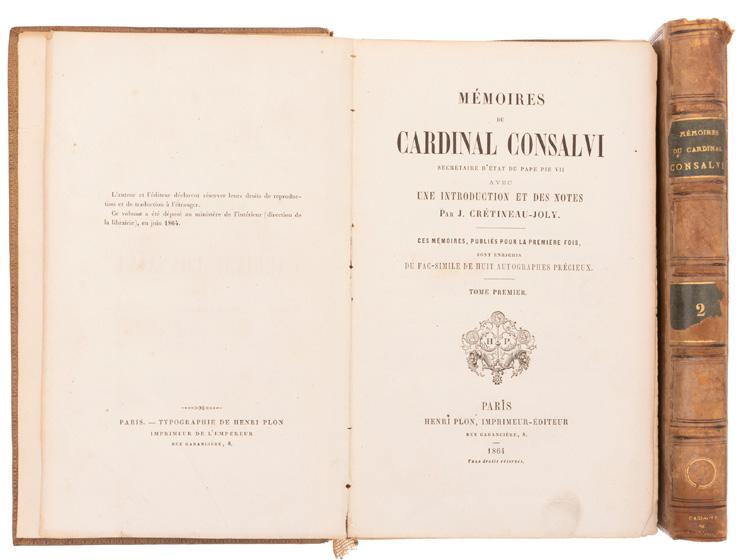 L'auteur et l'éditeur déclarent réserver leurs droits de reproduc-
tion et de traduction à l'étranger.
Ce volume a été déposé au ministère de l'intérieur (direction de
la librairie), en juin 1864.
PARIS. — TYPOGRAPHIE DE HENRI PLON
IMPRIMEUR DE L'EMPEREUR
RUE GARANCIÈRE, 8.
MÉMOIRES
DU
CARDINAL CONSALVI
SECRÉTAIRE D'ÉTAT DU PAPE PIE VII
AVEC
UNE INTRODUCTION ET DES NOTES
PAR J. CRÉTINEAU-JOLY.
CES MÉMOIRES, PUBLIÉS POUR LA PREMIÈRE FOIS,
SONT ENRICHIS
DU FAC-SIMILE DE HUIT AUTOGRAPHES PRÉCIEUX.
TOME PREMIER.
H P
PARIS
HENRI PLON, IMPRIMEUR-ÉDITEUR
RUE GARANCIÈRE, 8.
1864
Tous droits réservés.
MÉMOIRES
DU CARDINAL
CONSALVI
2